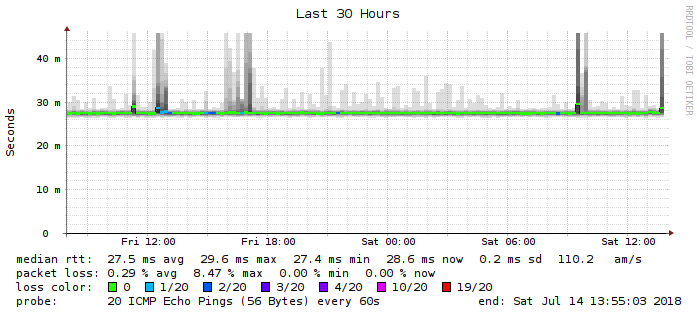 Last 30 Hours
RRDTOOL / TOBI OETIKER
Seconds
40 m
30 m
20 m
10 m
0
Fri 12:00 Fri 18:00 Sat 00:00 Sat 06:00 Sat 12:00
median rtt: 27.5 ms avg 29.6 ms max 27.4 ms min 28.6 ms now 0.2 ms sd 110.2 am/s
packet loss: 0.29 % avg 8.47 % max 0.00 % min 0.00 % now
loss color: 0 1/20 2/20 3/20 4/20 10/20 19/20
probe: 20 ICMP Echo Pings (56 Bytes) every 60s end: Sat Jul 14 13:55:03 2018